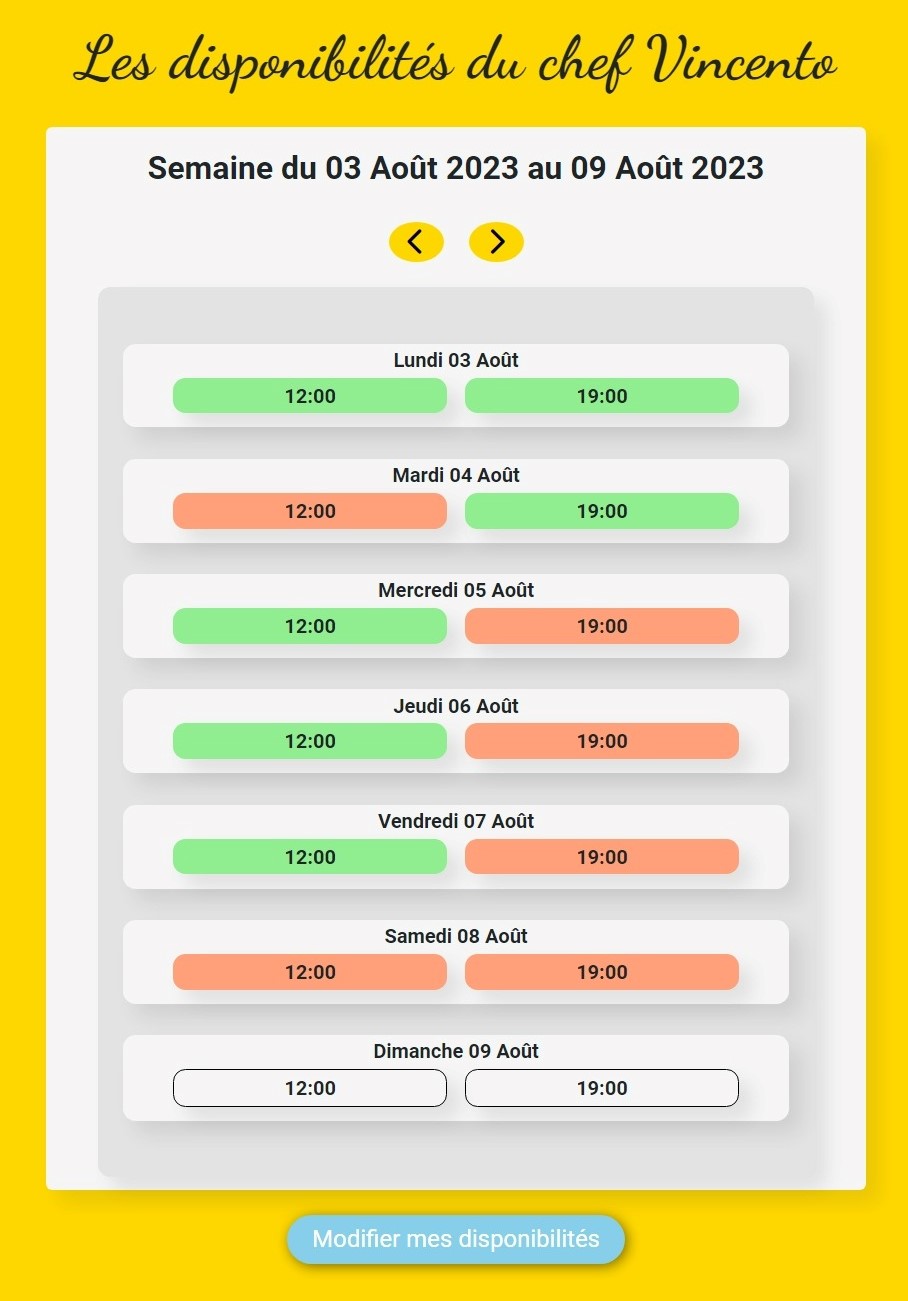 Les disponibilités du chef Vincento
Semaine du 03 Août 2023 au 09 Août 2023
Lundi 03 Août
12:00 19:00
Mardi 04 Août
12:00 19:00
Mercredi 05 Août
12:00 19:00
Jeudi 06 Août
12:00 19:00
Vendredi 07 Août
12:00 19:00
Samedi 08 Août
12:00 19:00
Dimanche 09 Août
12:00 19:00
Modifier mes disponibilités